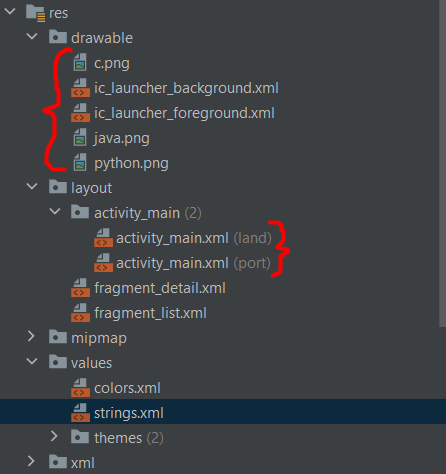 res
drawable
c.png
ic_launcher_background.xml
ic_launcher_foreground.xml
java.png
python.png
layout
activity_main (2)
activity_main.xml (land)
activity_main.xml (port)
fragment_detail.xml
fragment_list.xml
mipmap
values
colors.xml
strings.xml
themes (2)
xml